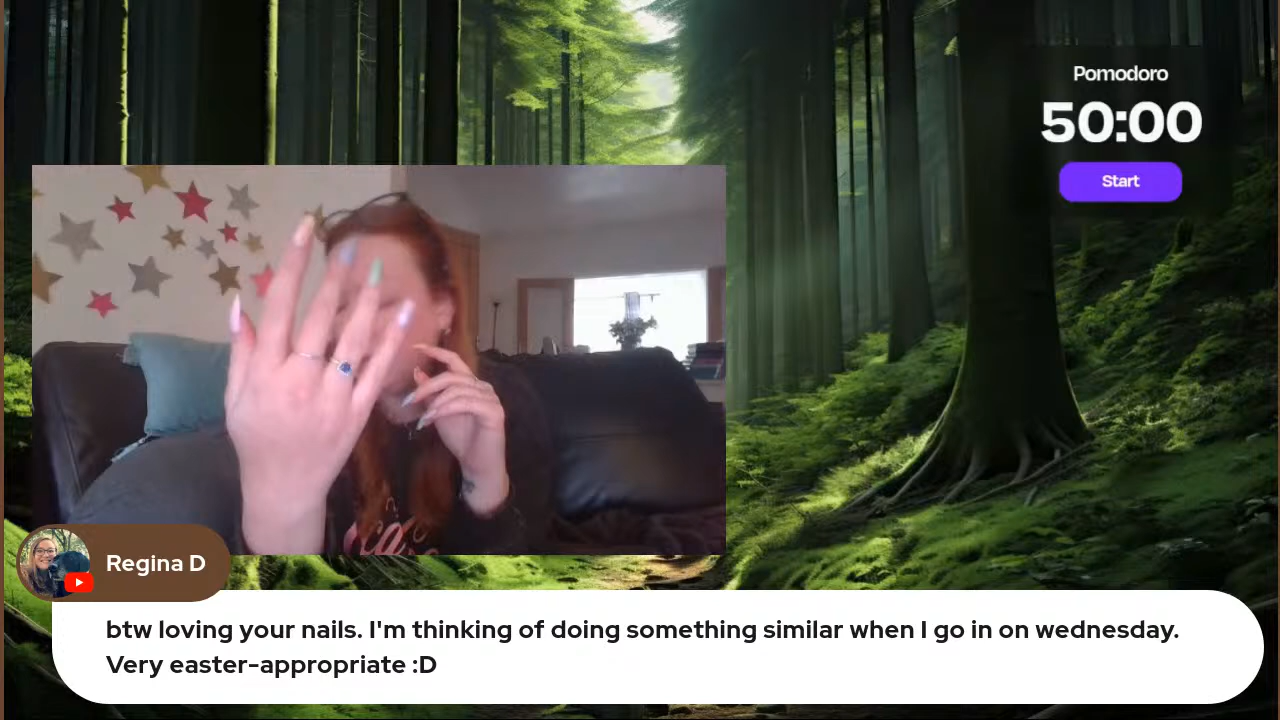 Pomodoro
50:00
Start
Regina D
btw loving your nails. I'm thinking of doing something similar when I go in on wednesday.
Very easter-appropriate :D